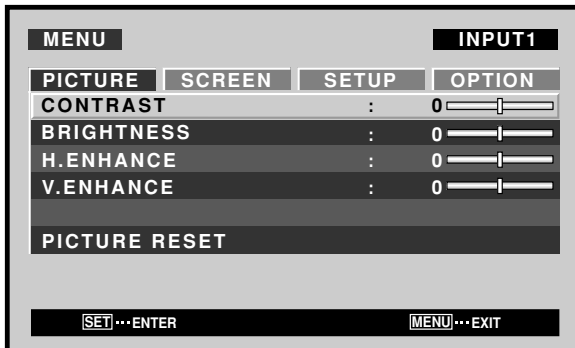 MENU INPUT1
PICTURE SCREEN SETUP OPTION
CONTRAST : 0
BRIGHTNESS : 0
H.ENHANCE : 0
V.ENHANCE : 0
PICTURE RESET
SET ··· ENTER MENU ··· EXIT